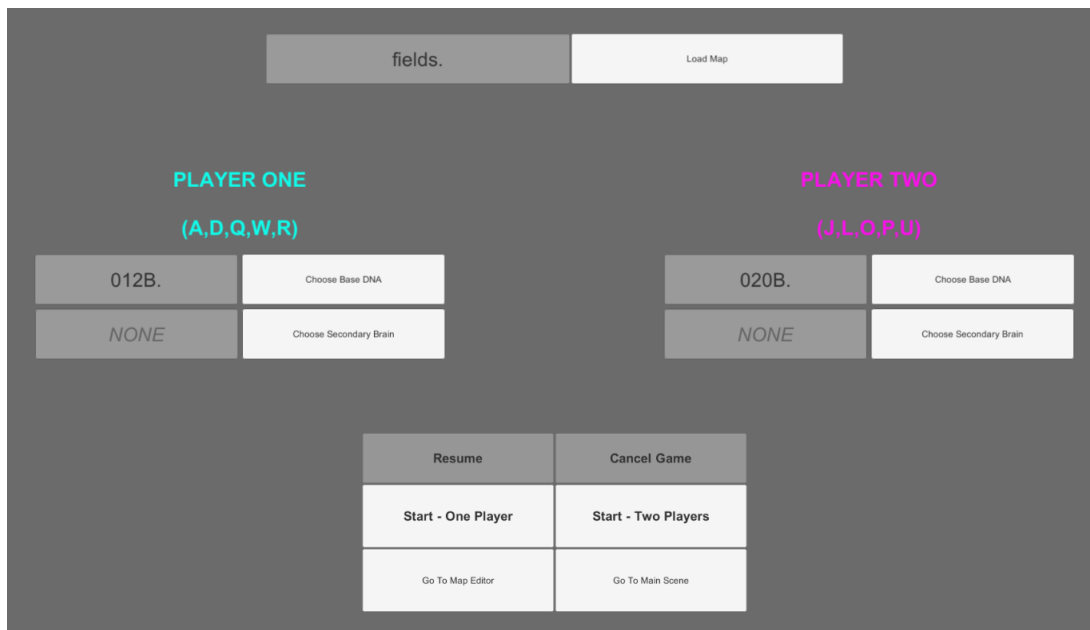 fields.
Load Map
PLAYER ONE
(A,D,Q,W,R)
012B.
Choose Base DNA
NONE
Choose Secondary Brain
PLAYER TWO
(J,L,O,P,U)
020B.
Choose Base DNA
NONE
Choose Secondary Brain
Resume
Cancel Game
Start - One Player
Start - Two Players
Go To Map Editor
Go To Main Scene